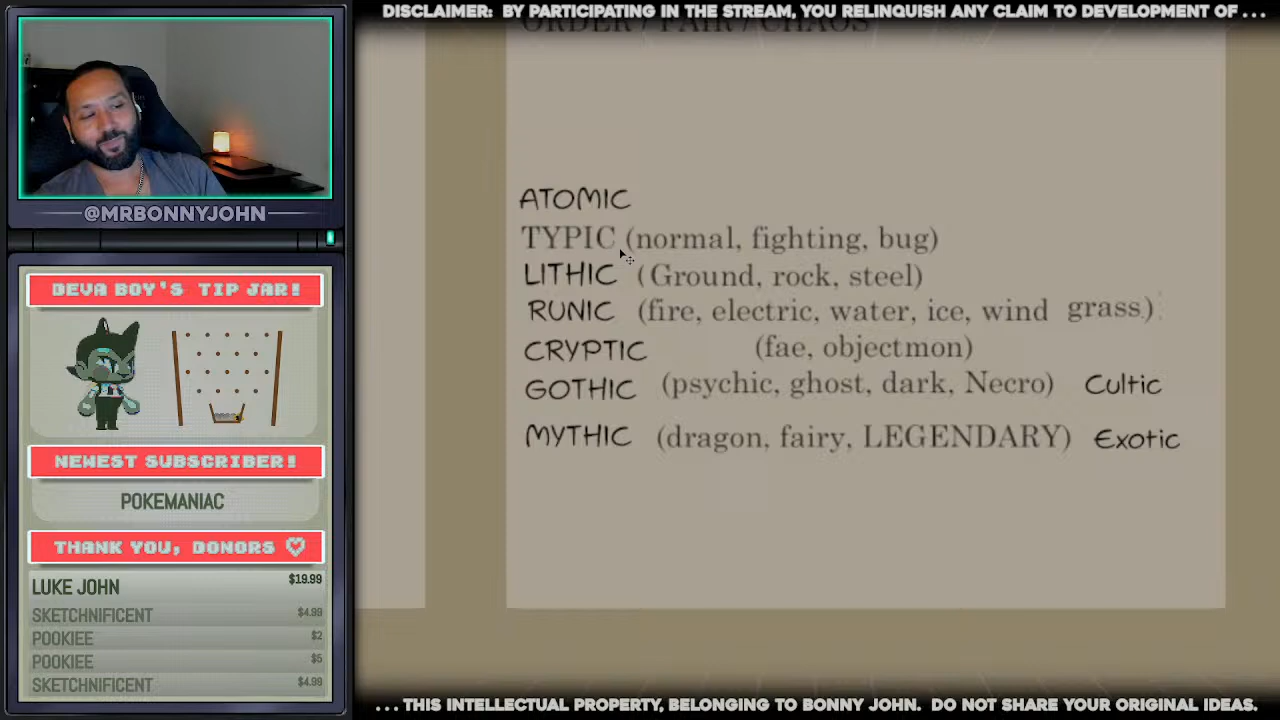 DISCLAIMER: BY PARTICIPATING IN THE STREAM, YOU RELINQUISH ANY CLAIM TO DEVELOPMENT OF . . .
ORDER / FAIR / CHAOS
ATOMIC
TYPIC (normal, fighting, bug)
LITHIC (Ground, rock, steel)
RUNIC (fire, electric, water, ice, wind grass)
CRYPTIC (fae, objectmon)
GOTHIC (psychic, ghost, dark, Necro) Cultic
MYTHIC (dragon, fairy, LEGENDARY) Exotic
@MRBONNYJOHN
DEVA BOY'S TIP JAR!
NEWEST SUBSCRIBER!
POKEMANIAC
THANK YOU, DONORS
LUKE JOHN $19.99
SKETCHNIFICENT $4.99
POOKIEE $2
POOKIEE $5
SKETCHNIFICENT $4.99
. . . THIS INTELLECTUAL PROPERTY, BELONGING TO BONNY JOHN. DO NOT SHARE YOUR ORIGINAL IDEAS.